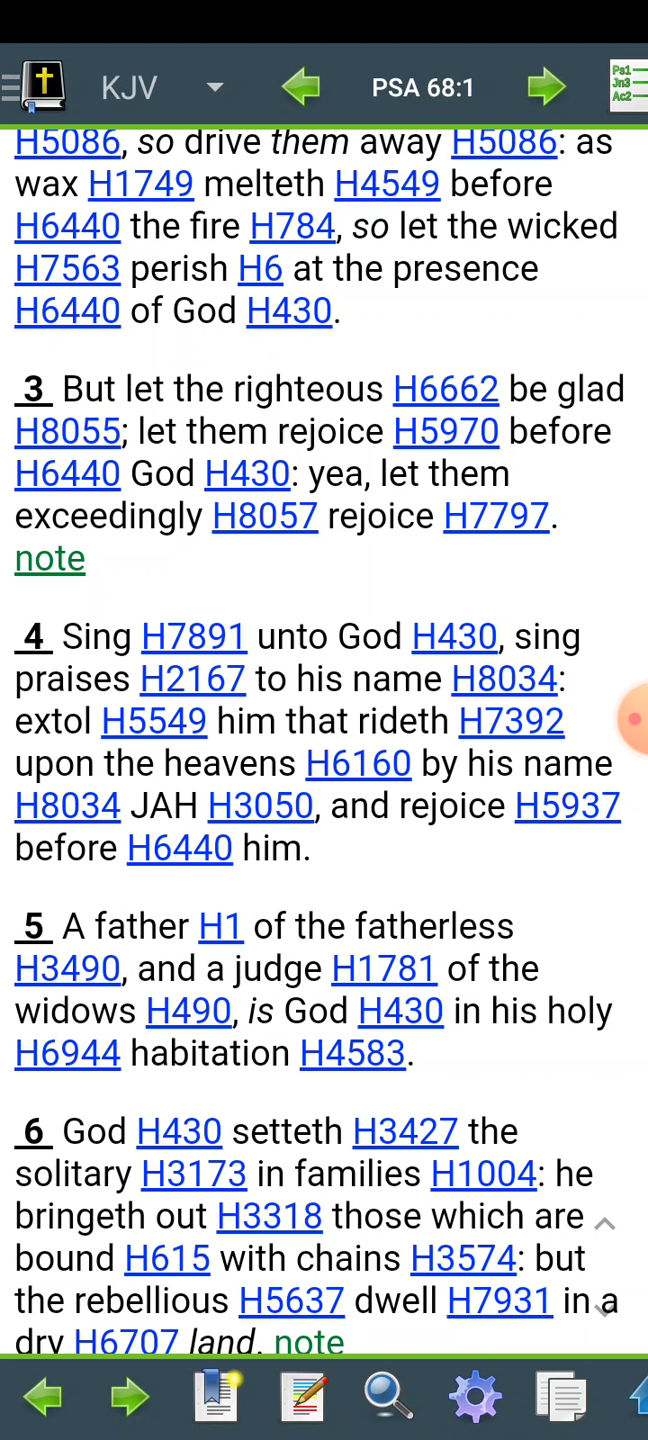 KJV PSA 68:1 Ps1
Jn3
Ac2
H5086, so drive them away H5086: as
wax H1749 melteth H4549 before
H6440 the fire H784, so let the wicked
H7563 perish H6 at the presence
H6440 of God H430.
3 But let the righteous H6662 be glad
H8055; let them rejoice H5970 before
H6440 God H430: yea, let them
exceedingly H8057 rejoice H7797.
note
4 Sing H7891 unto God H430, sing
praises H2167 to his name H8034:
extol H5549 him that rideth H7392
upon the heavens H6160 by his name
H8034 JAH H3050, and rejoice H5937
before H6440 him.
5 A father H1 of the fatherless
H3490, and a judge H1781 of the
widows H490, is God H430 in his holy
H6944 habitation H4583.
6 God H430 setteth H3427 the
solitary H3173 in families H1004: he
bringeth out H3318 those which are
bound H615 with chains H3574: but
the rebellious H5637 dwell H7931 in a
dry H6707 land. note